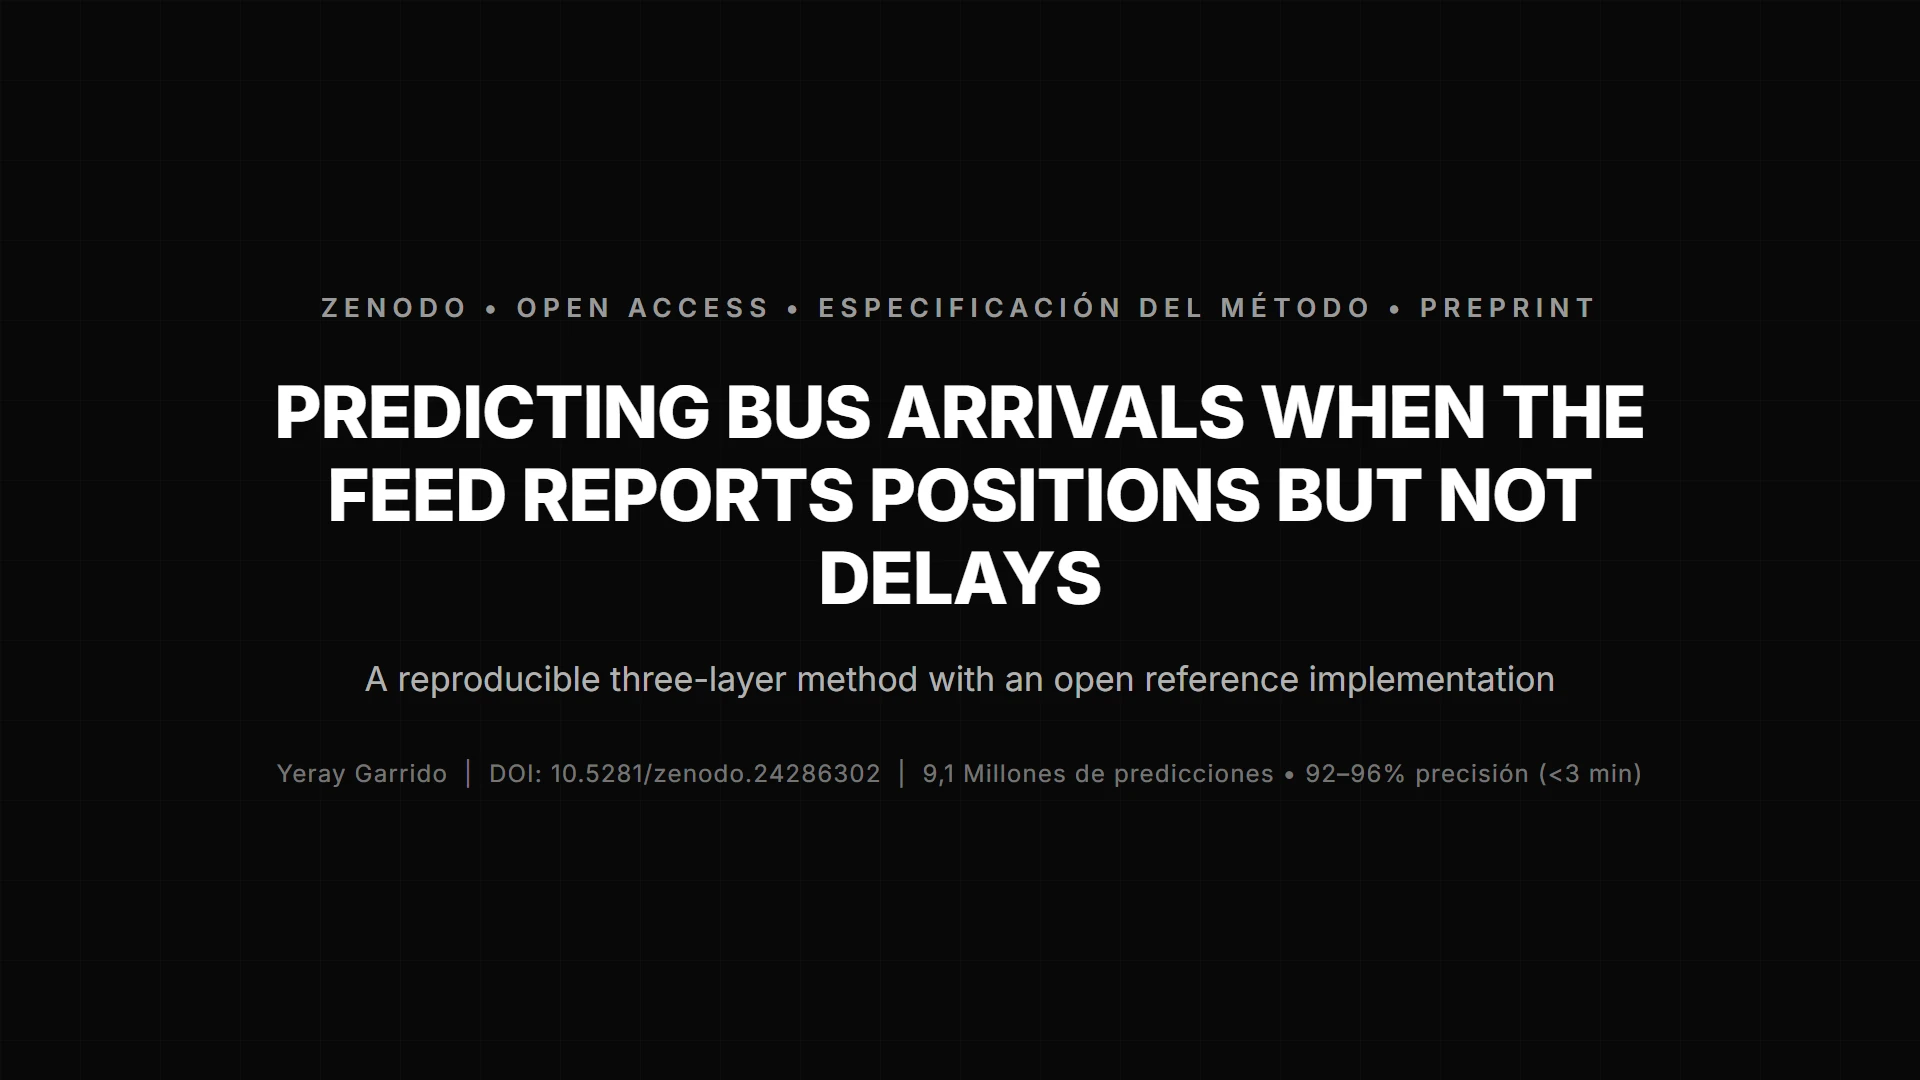 ZENODO • OPEN ACCESS • ESPECIFICACIÓN DEL MÉTODO • PREPRINT
PREDICTING BUS ARRIVALS WHEN THE
FEED REPORTS POSITIONS BUT NOT
DELAYS
A reproducible three-layer method with an open reference implementation
Yeray Garrido | DOI: 10.5281/zenodo.24286302 | 9,1 Millones de predicciones • 92–96% precisión (<3 min)